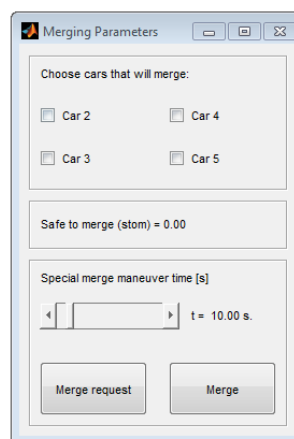 Merging Parameters
Choose cars that will merge:
Car 2
Car 4
Car 3
Car 5
Safe to merge (stom) = 0.00
Special merge maneuver time [s]
t = 10.00 s.
Merge request
Merge